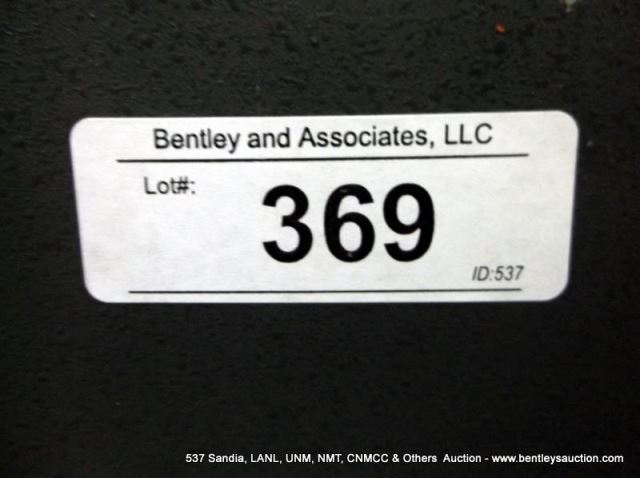 Bentley and Associates, LLC
Lot#:
369
ID:537
537 Sandia, LANL, UNM, NMT, CNMCC & Others Auction - www.bentleysauction.com